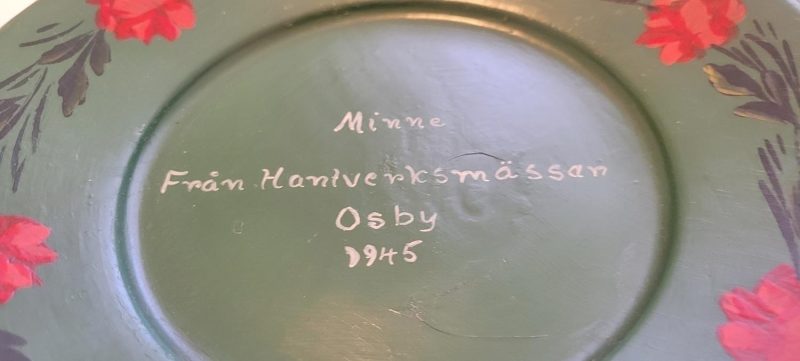 Minne
Från Hantverksmässan
Osby
1945